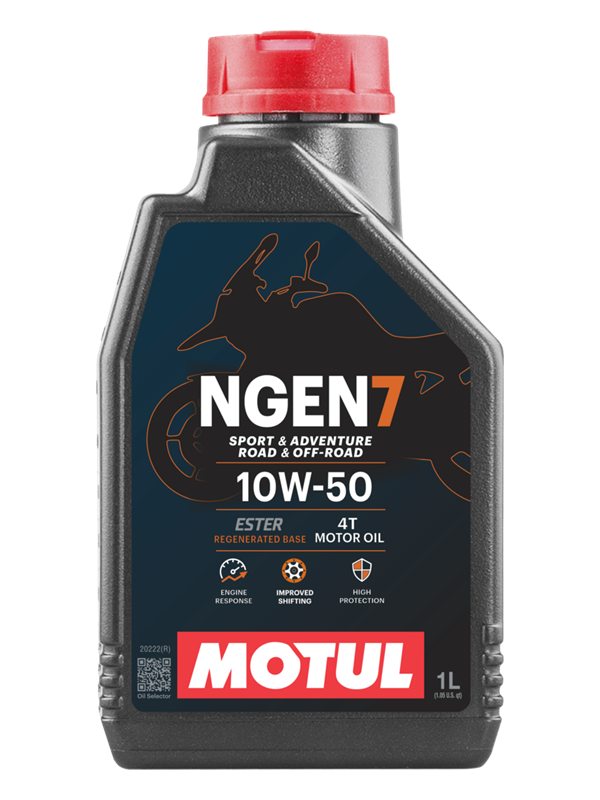 NGEN7
SPORT & ADVENTURE
ROAD & OFF-ROAD
10W-50
ESTER
REGENERATED BASE
4T
MOTOR OIL
ENGINE
RESPONSE
IMPROVED
SHIFTING
HIGH
PROTECTION
20222(R)
Oil Selector
MOTUL
1L
(1.05 U.S. qt)